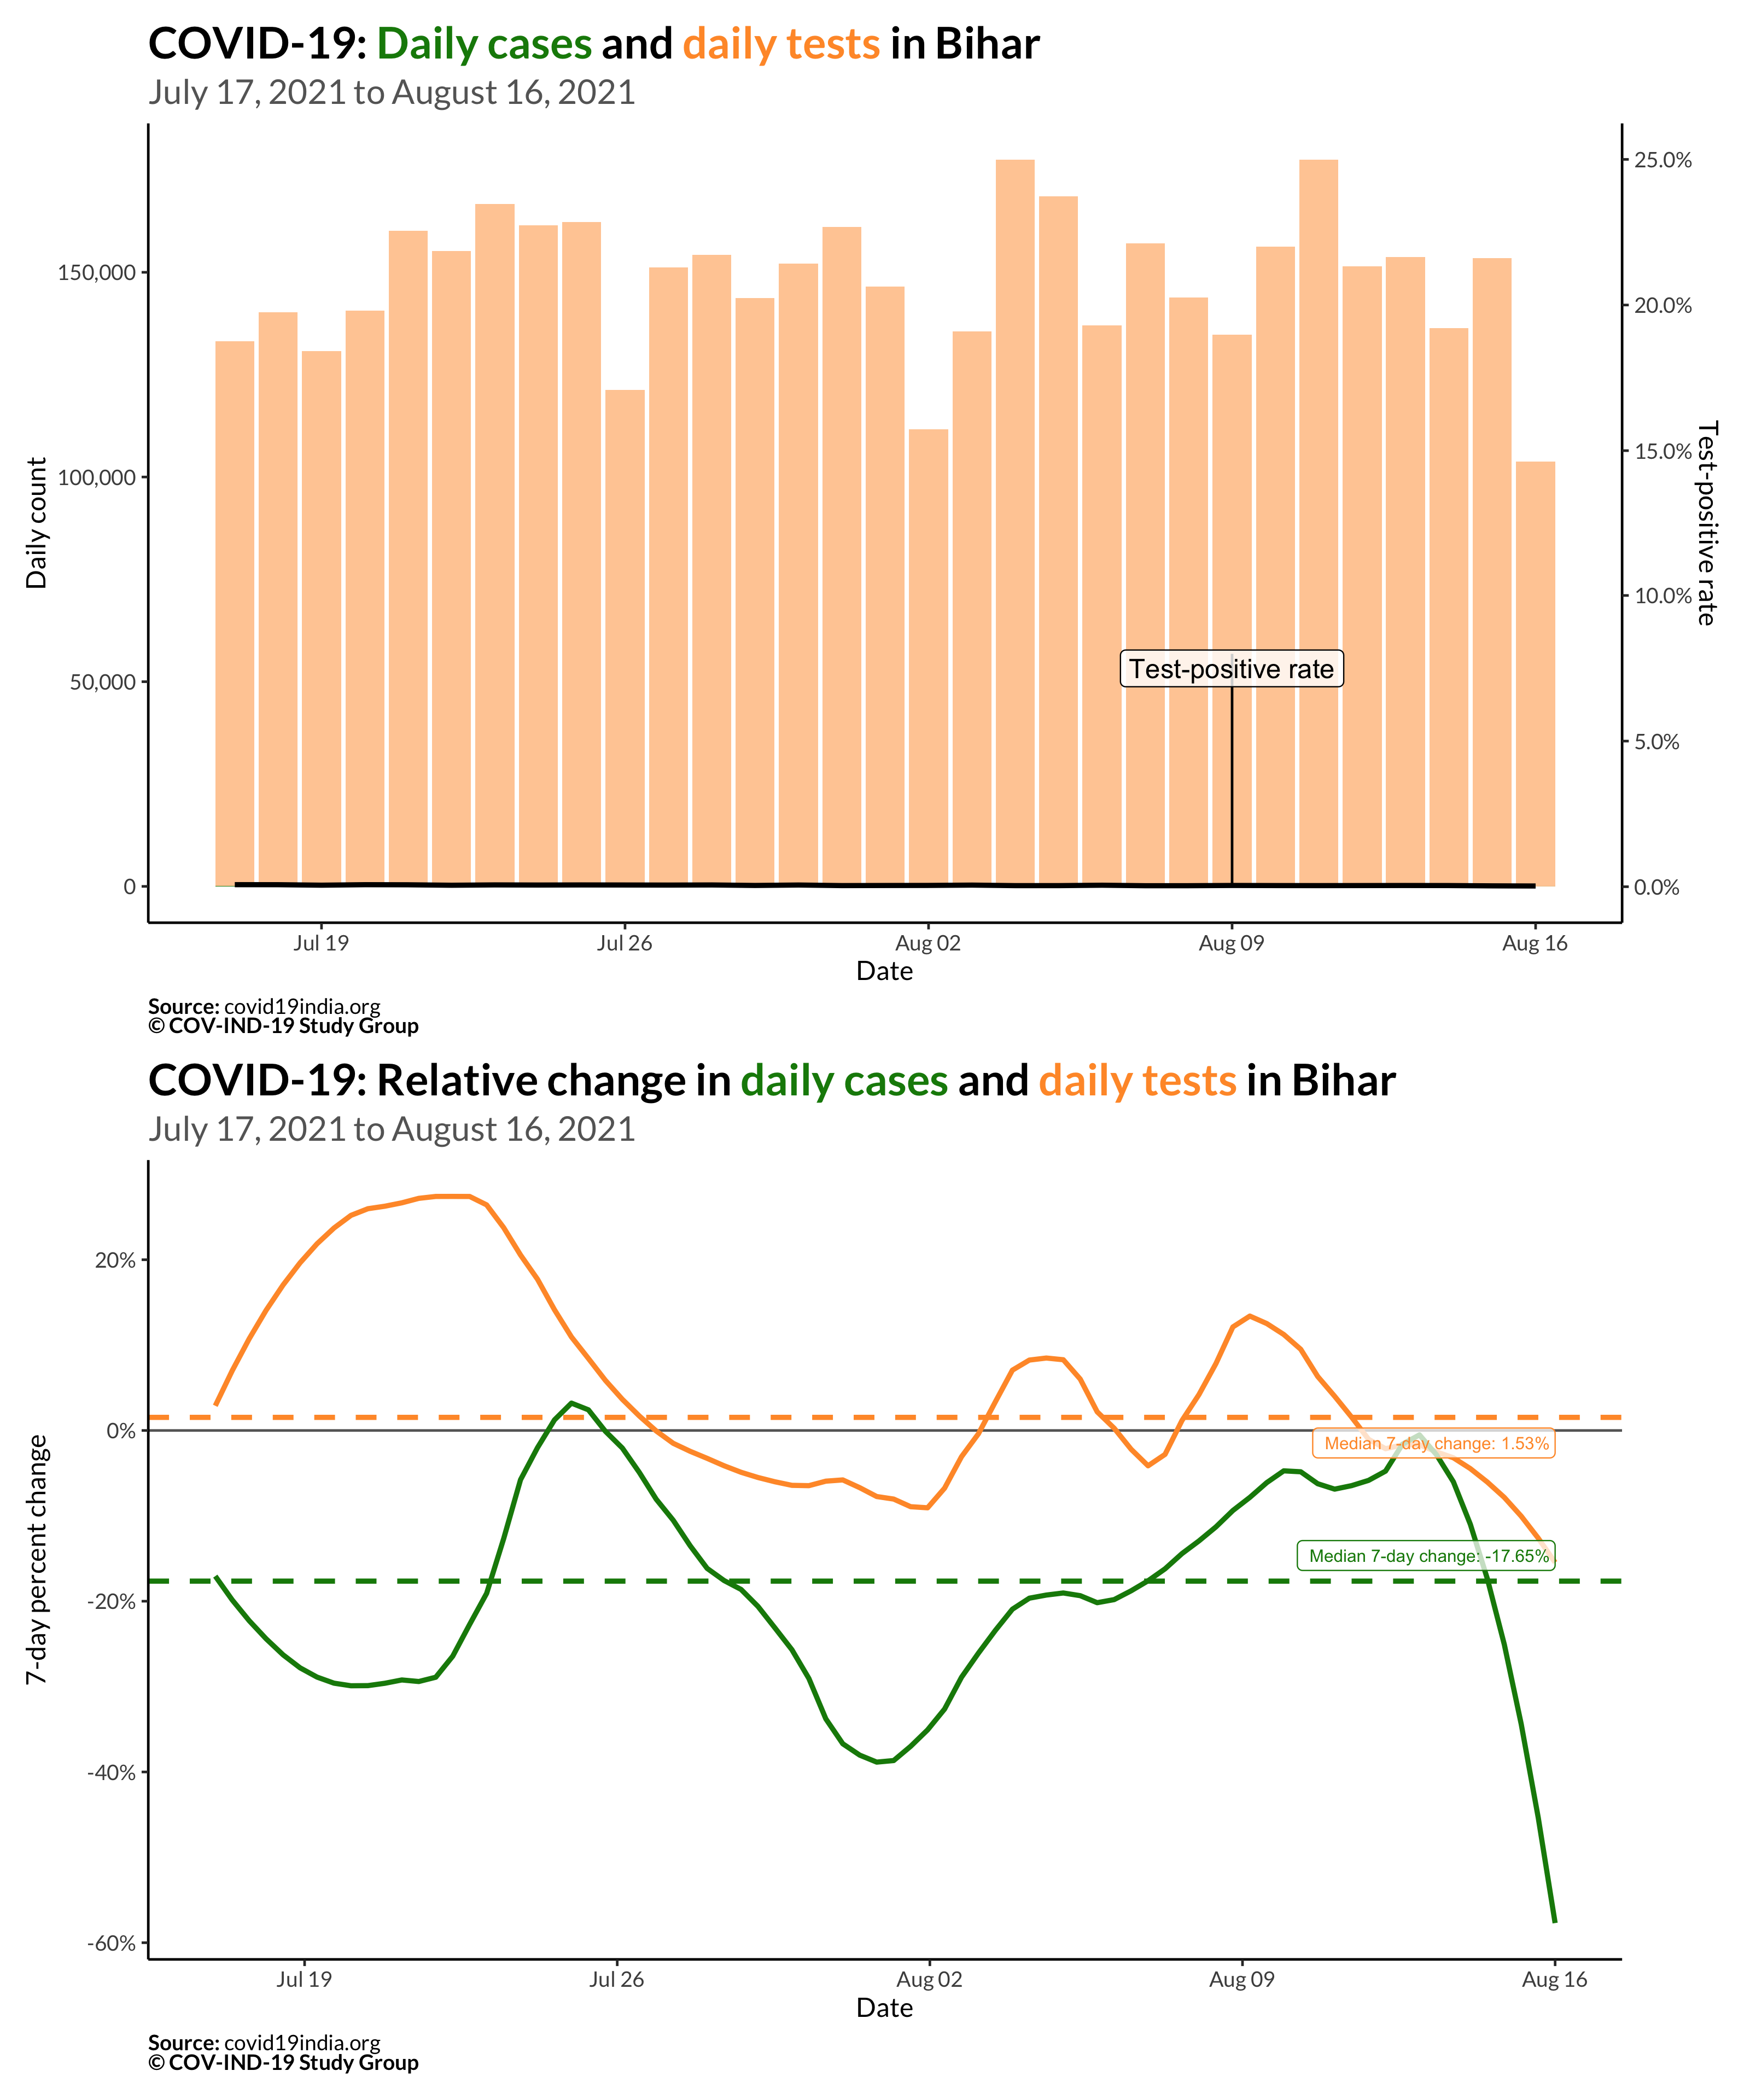 COVID-19: Daily cases and daily tests in Bihar
July 17, 2021 to August 16, 2021
Daily count
150,000
100,000
50,000
0
25.0%
20.0%
15.0%
10.0%
5.0%
0.0%
Test-positive rate
Test-positive rate
Jul 19
Jul 26
Aug 02
Aug 09
Aug 16
Date
Source: covid19india.org
© COV-IND-19 Study Group
COVID-19: Relative change in daily cases and daily tests in Bihar
July 17, 2021 to August 16, 2021
7-day percent change
20%
0%
-20%
-40%
-60%
Median 7-day change: 1.53%
Median 7-day change: -17.65%
Jul 19
Jul 26
Aug 02
Aug 09
Aug 16
Date
Source: covid19india.org
© COV-IND-19 Study Group